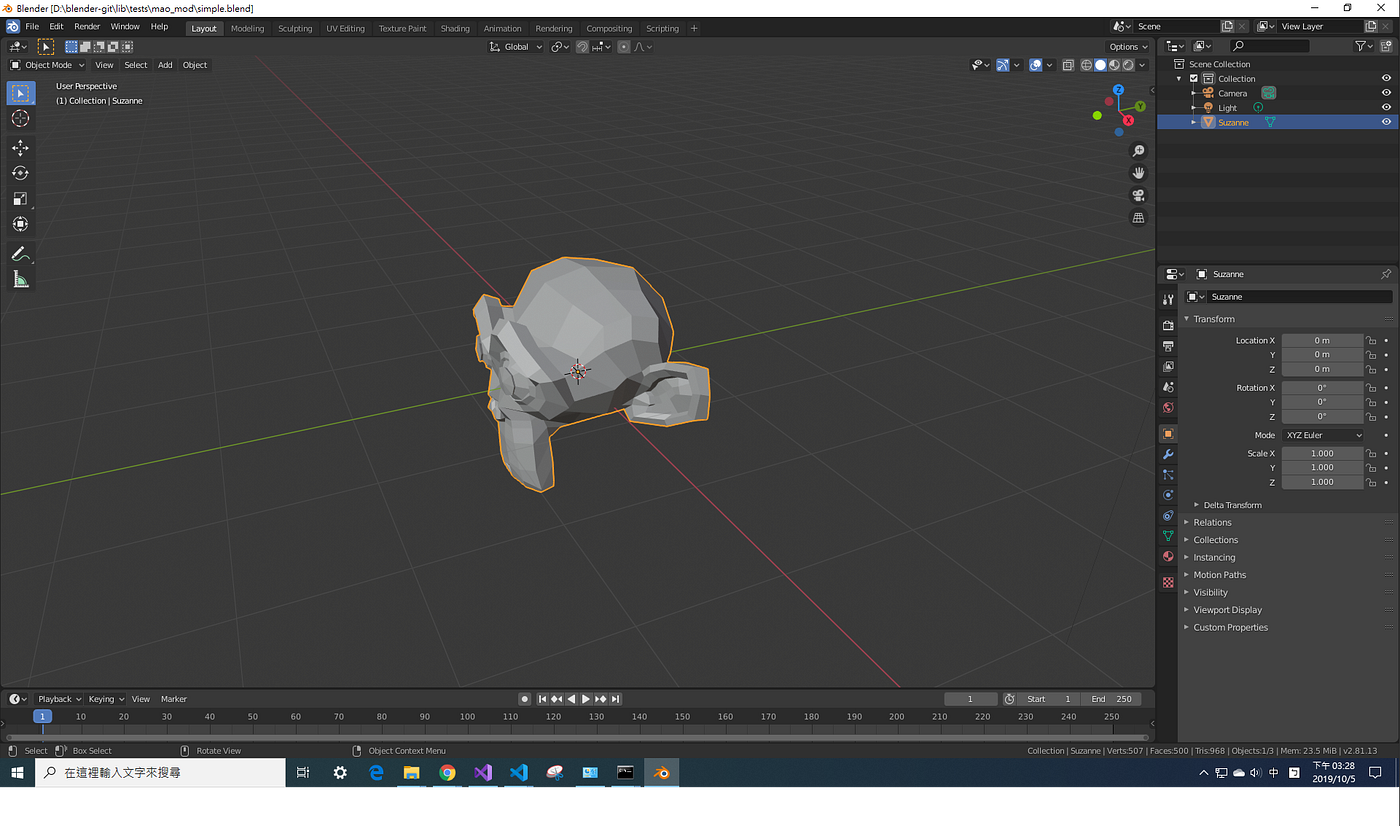 Blender [D:\blender-git\lib\tests\mao_mod\simple.blend]
File Edit Render Window Help Layout Modeling Sculpting UV Editing Texture Paint Shading Animation Rendering Compositing Scripting + Scene View Layer
Global Options
Object Mode View Select Add Object
User Perspective
(1) Collection | Suzanne
Z
Y
X
Scene Collection
Collection
Camera
Light
Suzanne
Suzanne
Suzanne
Transform
Location X 0 m
Y 0 m
Z 0 m
Rotation X 0°
Y 0°
Z 0°
Mode XYZ Euler
Scale X 1.000
Y 1.000
Z 1.000
Delta Transform
Relations
Collections
Instancing
Motion Paths
Visibility
Viewport Display
Custom Properties
Playback Keying View Marker 1 Start 1 End 250
1 10 20 30 40 50 60 70 80 90 100 110 120 130 140 150 160 170 180 190 200 210 220 230 240 250
Select Box Select Rotate View Object Context Menu Collection | Suzanne | Verts:507 | Faces:500 | Tris:968 | Objects:1/3 | Mem: 23.5 MiB | v2.81.13
在這裡輸入文字來搜尋
中
下午 03:28
2019/10/5